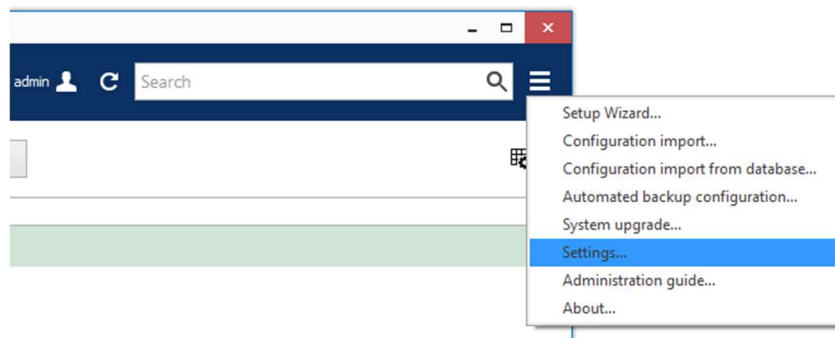 admin
Search
Setup Wizard...
Configuration import...
Configuration import from database...
Automated backup configuration...
System upgrade...
Settings...
Administration guide...
About...